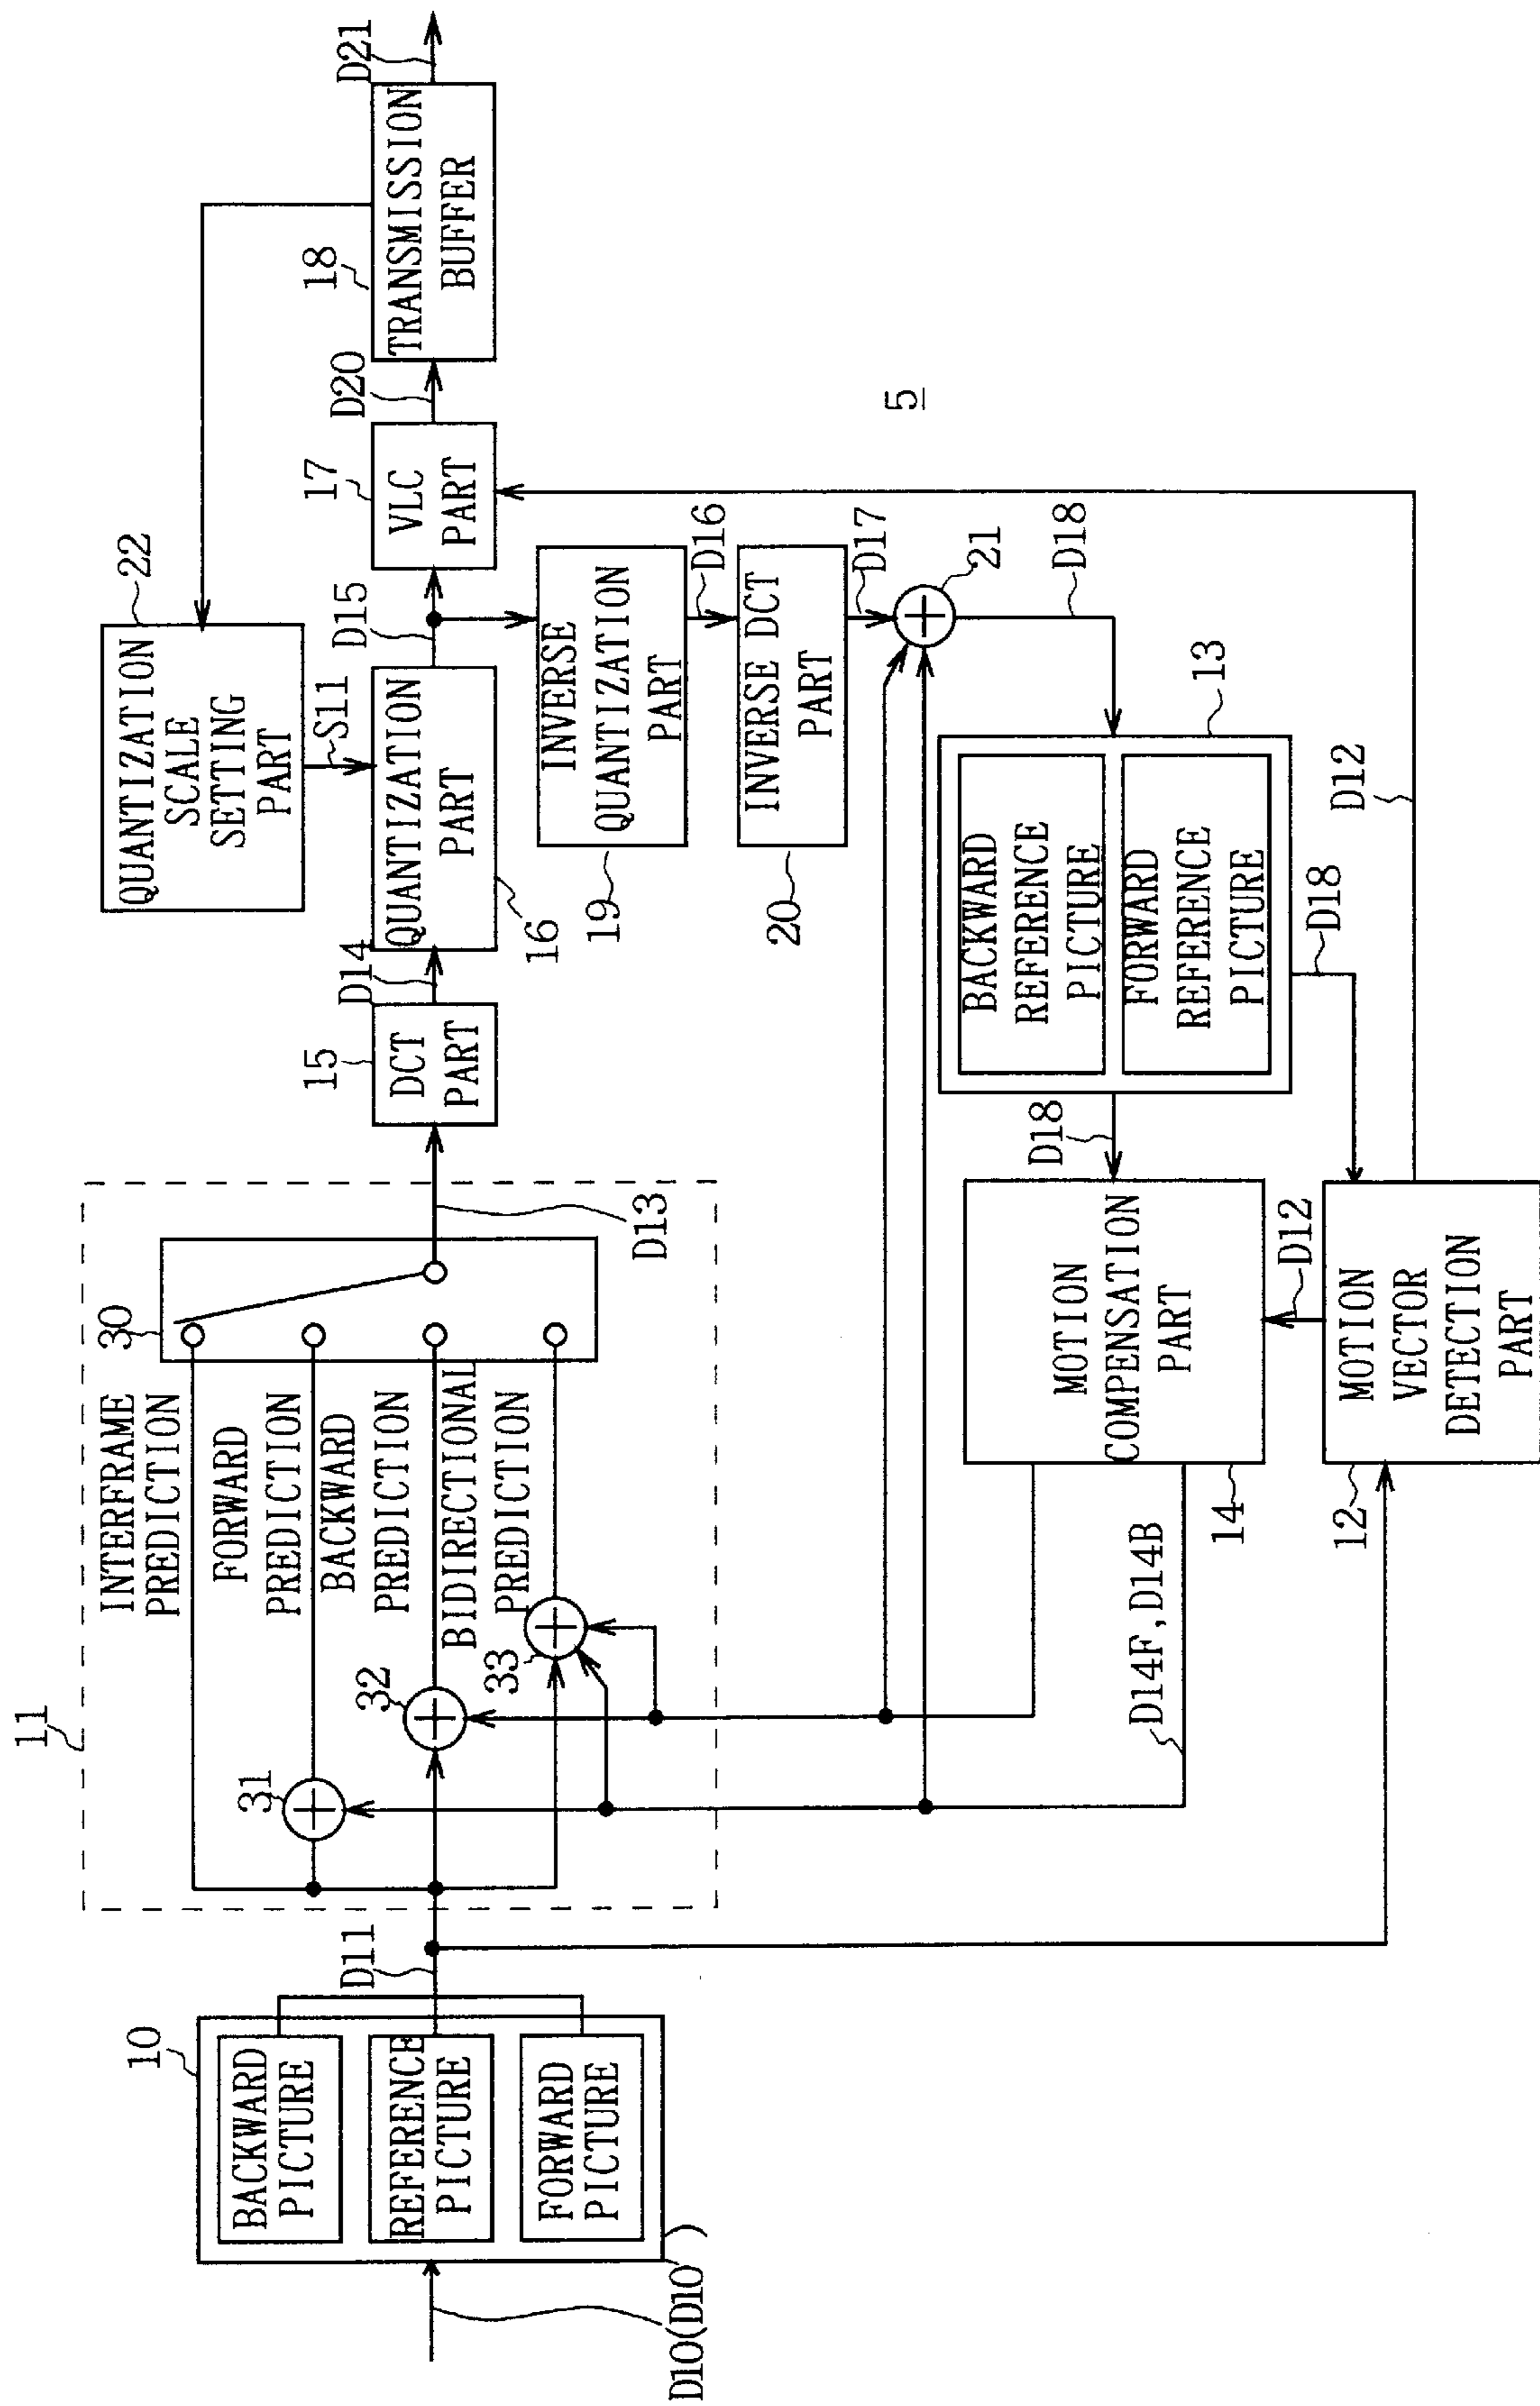 11
30
INTERFRAME
PREDICTION
FORWARD
PREDICTION
BACKWARD
PREDICTION
BIDIRECTIONAL
PREDICTION
31
32
33
D13
10
BACKWARD
PICTURE
REFERENCE
PICTURE
FORWARD
PICTURE
D10(D10 )
D11
15
DCT
PART
D14
QUANTIZATION
SCALE
SETTING
PART
22
S11
QUANTIZATION
PART
16
D15
17
VLC
PART
D20
18
TRANSMISSION
BUFFER
D21
INVERSE
QUANTIZATION
PART
19
D16
INVERSE DCT
PART
20
D17
21
D18
5
13
BACKWARD
REFERENCE
PICTURE
FORWARD
REFERENCE
PICTURE
D18
D18
MOTION
COMPENSATION
PART
14
D14F,D14B
D12
MOTION
VECTOR
DETECTION
PART
12
D12